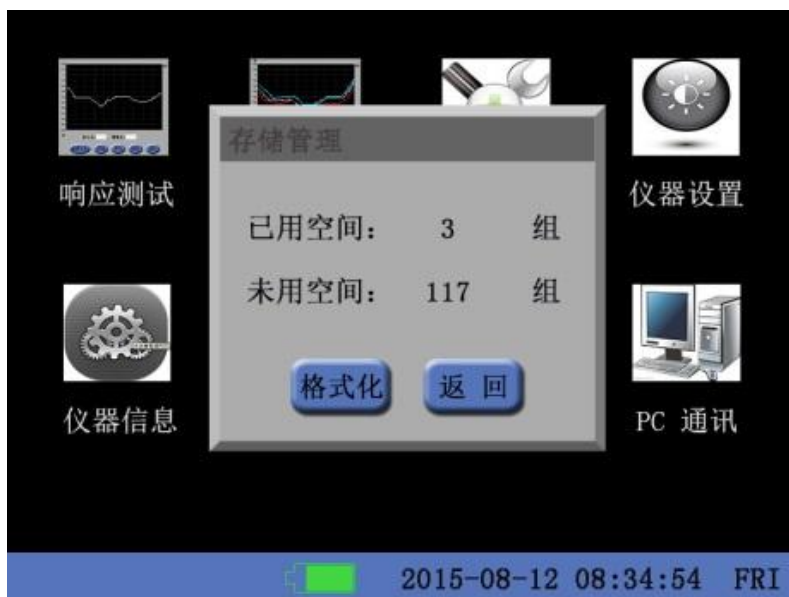 存储管理
响应测试
仪器设置
已用空间： 3 组
未用空间： 117 组
格式化 返 回
仪器信息
PC 通讯
2015-08-12 08:34:54 FRI